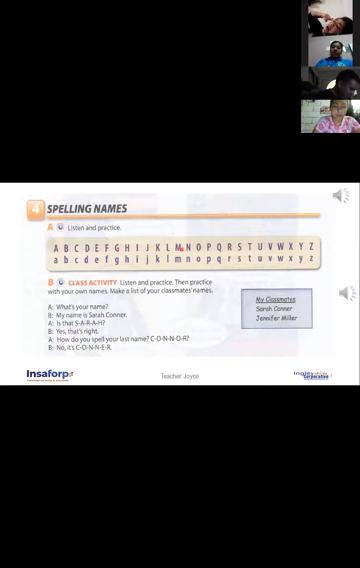 4 SPELLING NAMES
A Listen and practice.
A B C D E F G H I J K L M N O P Q R S T U V W X Y Z
a b c d e f g h i j k l m n o p q r s t u v w x y z
B CLASS ACTIVITY Listen and practice. Then practice
with your own names. Make a list of your classmates' names.
A: What's your name?
B: My name is Sarah Conner.
A: Is that S-A-R-A-H?
B: Yes, that's right.
A: How do you spell your last name? C-O-N-N-O-R?
B: No, it's C-O-N-N-E-R.
My Classmates
Sarah Conner
Jennifer Miller
Insaforp
Teacher Joyce
Corporativo